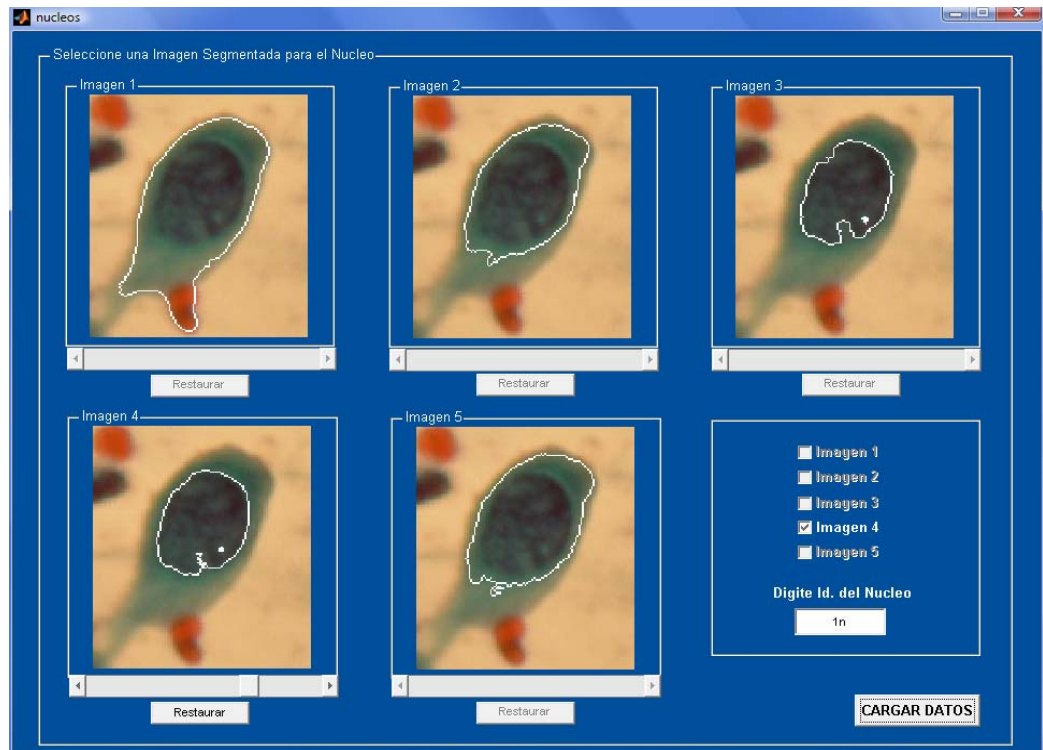 nucleos
Seleccione una Imagen Segmentada para el Nucleo
Imagen 1
Imagen 2
Imagen 3
Restaurar
Restaurar
Restaurar
Imagen 4
Imagen 5
Imagen 1
Imagen 2
Imagen 3
Imagen 4
Imagen 5
Digite Id. del Nucleo
1n
Restaurar
Restaurar
CARGAR DATOS